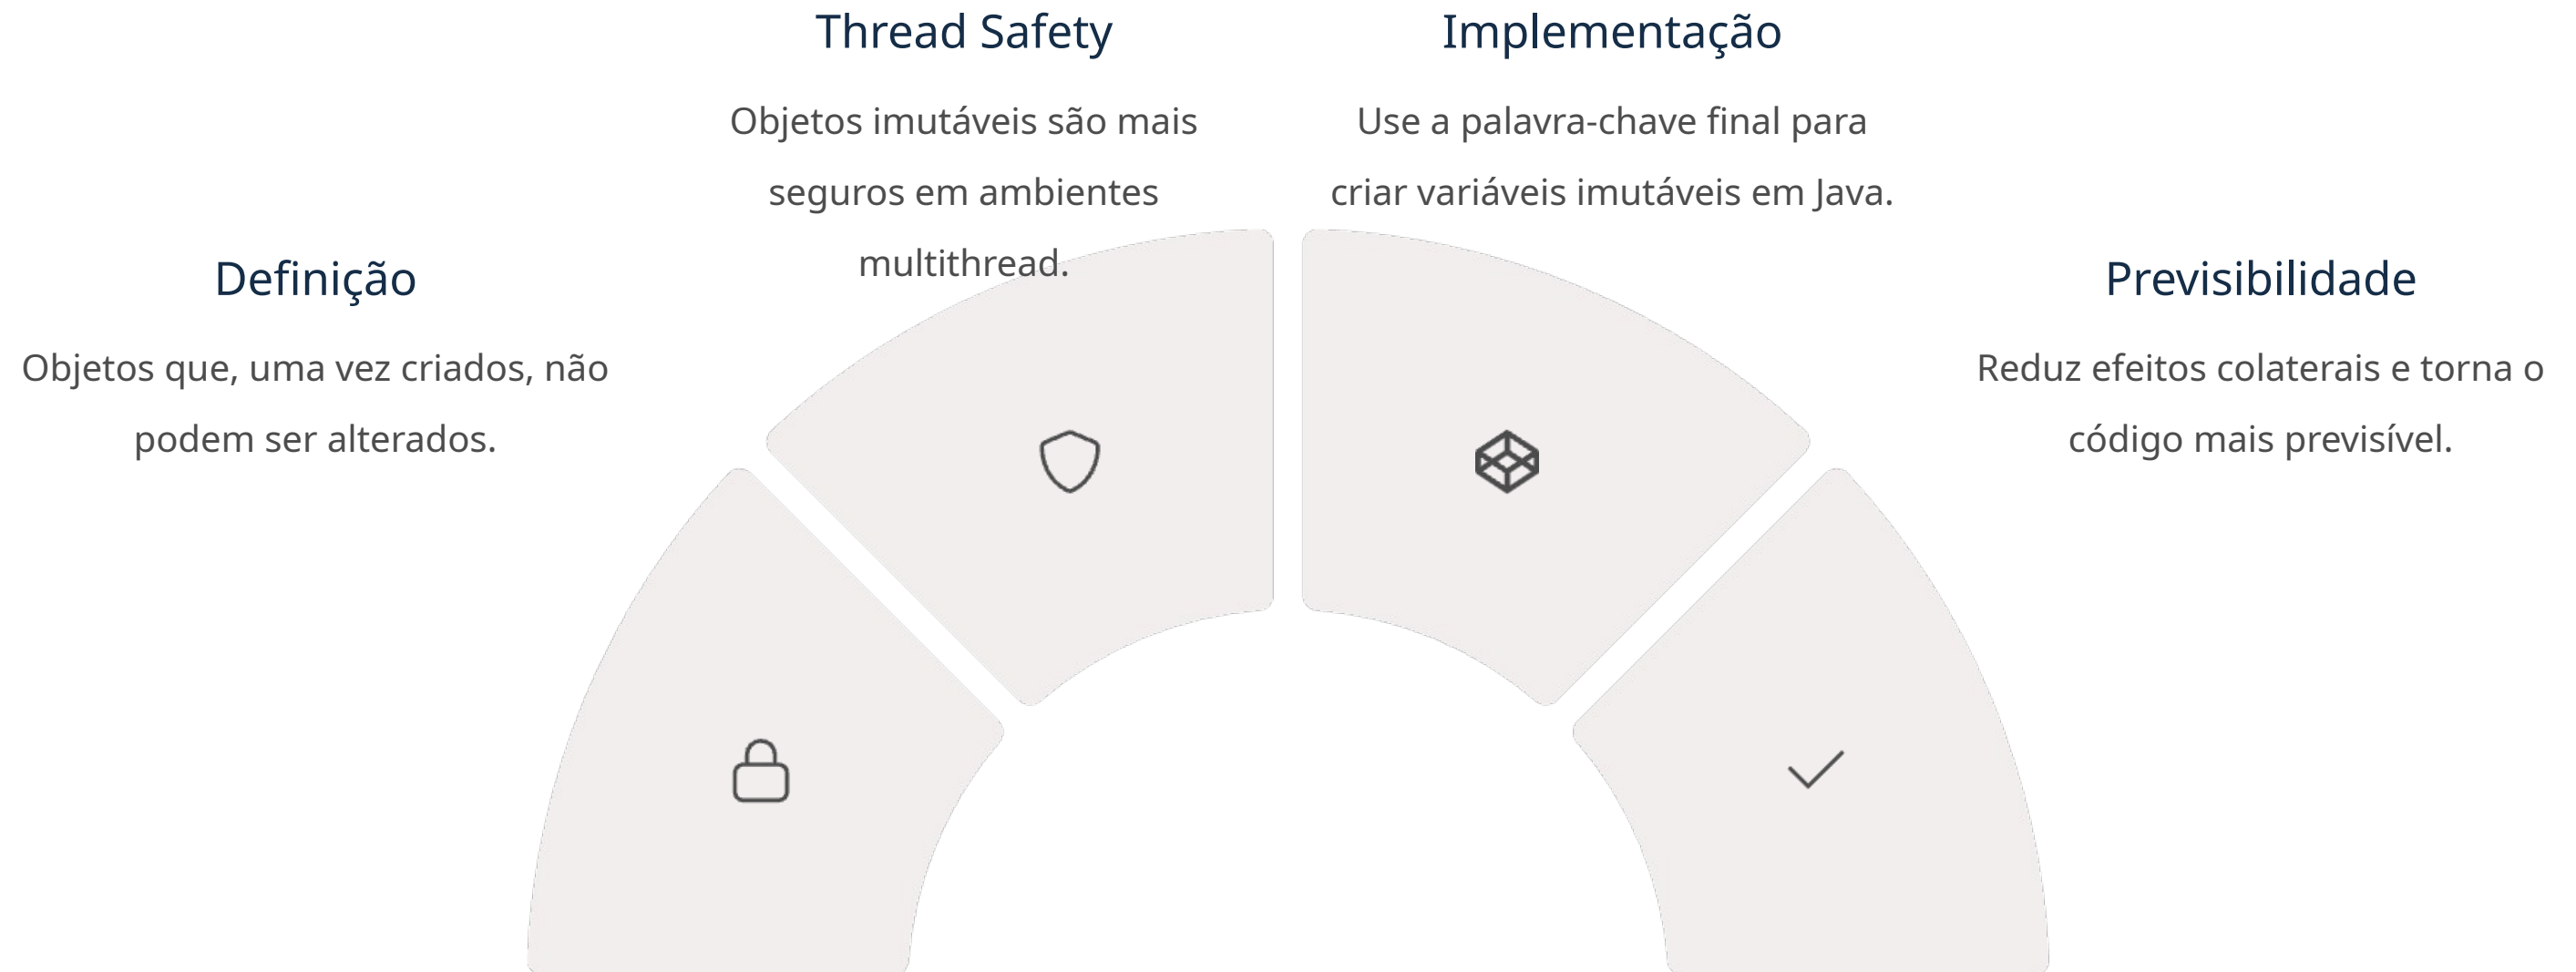 Definição
Objetos que, uma vez criados, não
podem ser alterados.
Thread Safety
Objetos imutáveis são mais
seguros em ambientes
multithread.
Implementação
Use a palavra-chave final para
criar variáveis imutáveis em Java.
Previsibilidade
Reduz efeitos colaterais e torna o
código mais previsível.